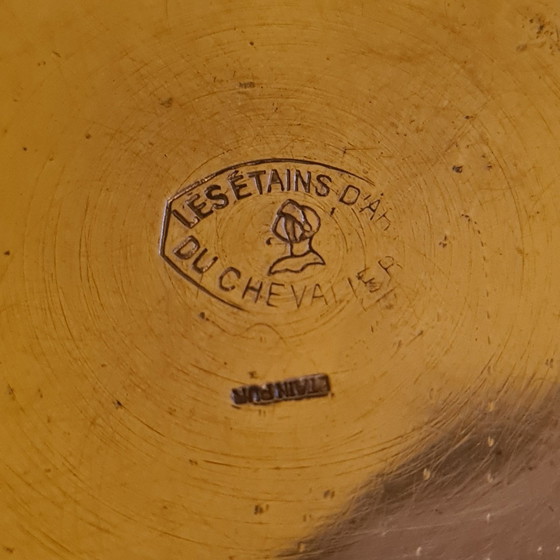 LES ÉTAINS D'AR
DU CHEVALIER
ETAIN PUR